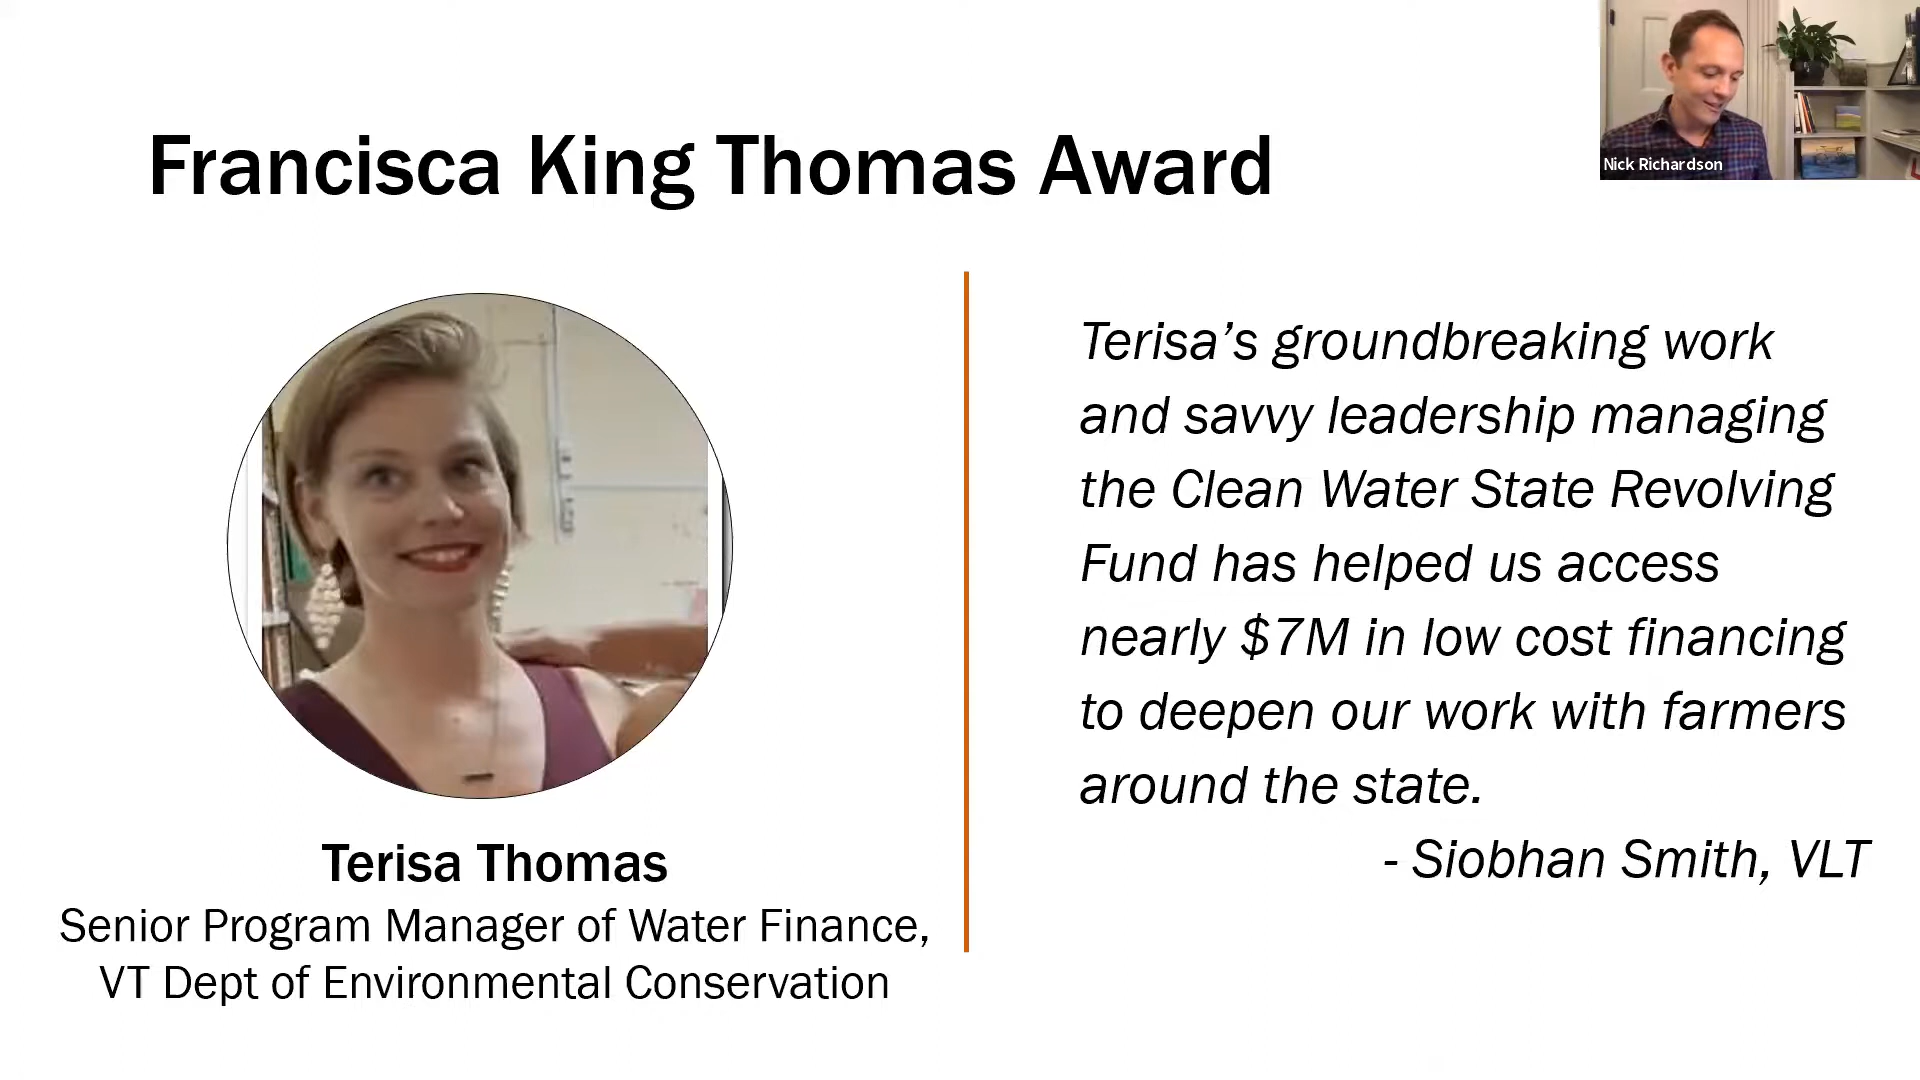 Francisca King Thomas Award
Nick Richardson
Terisa Thomas
Senior Program Manager of Water Finance,
VT Dept of Environmental Conservation
Terisa’s groundbreaking work
and savvy leadership managing
the Clean Water State Revolving
Fund has helped us access
nearly $7M in low cost financing
to deepen our work with farmers
around the state.
- Siobhan Smith, VLT